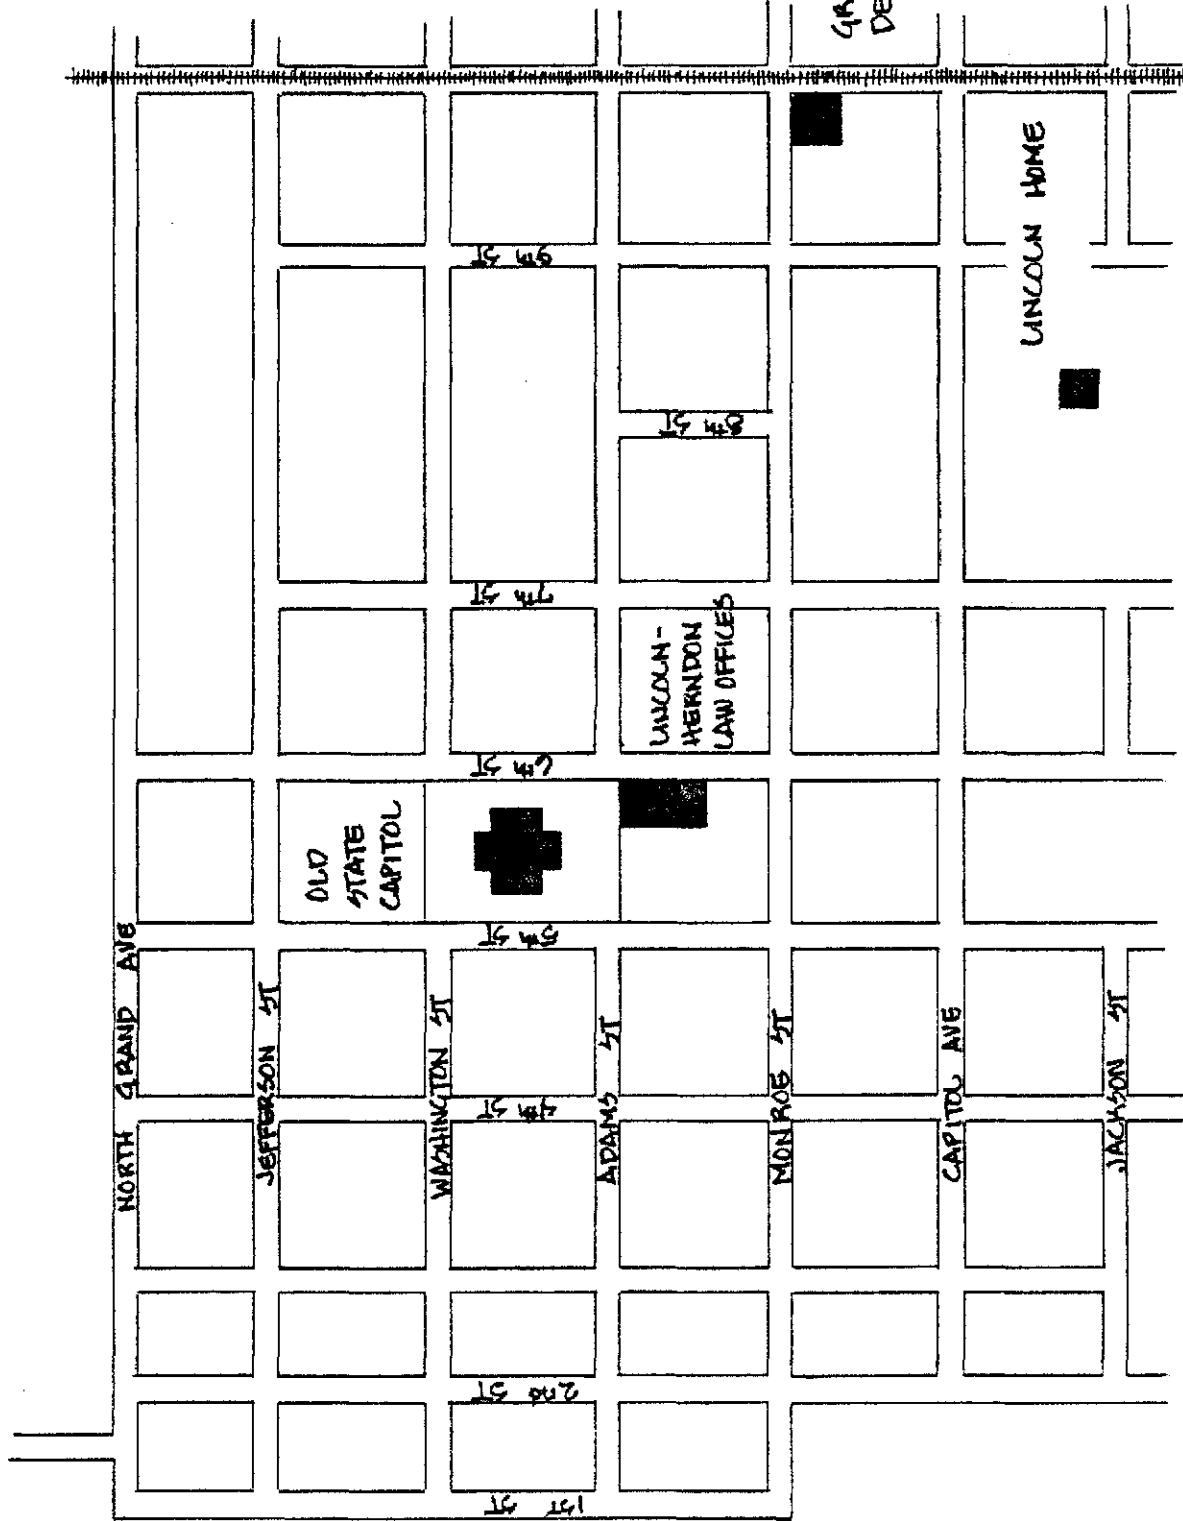 GR
DE
LINCOLN HOME
9th ST
8th ST
7th ST
LINCOLN-
HERNDON
LAW OFFICES
6th ST
OLD
STATE
CAPITOL
5th ST
4th ST
2nd ST
1ST ST
NORTH GRAND AVE
JEFFERSON ST
WASHINGTON ST
ADAMS ST
MONROE ST
CAPITOL AVE
JACKSON ST